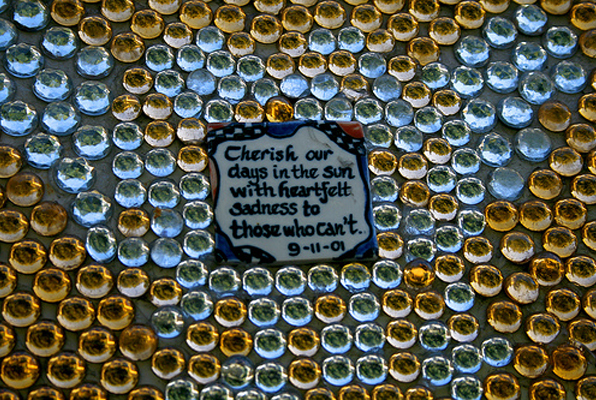 Cherish our
days in the sun
with heartfelt
sadness to
those who can't..
9-11-01